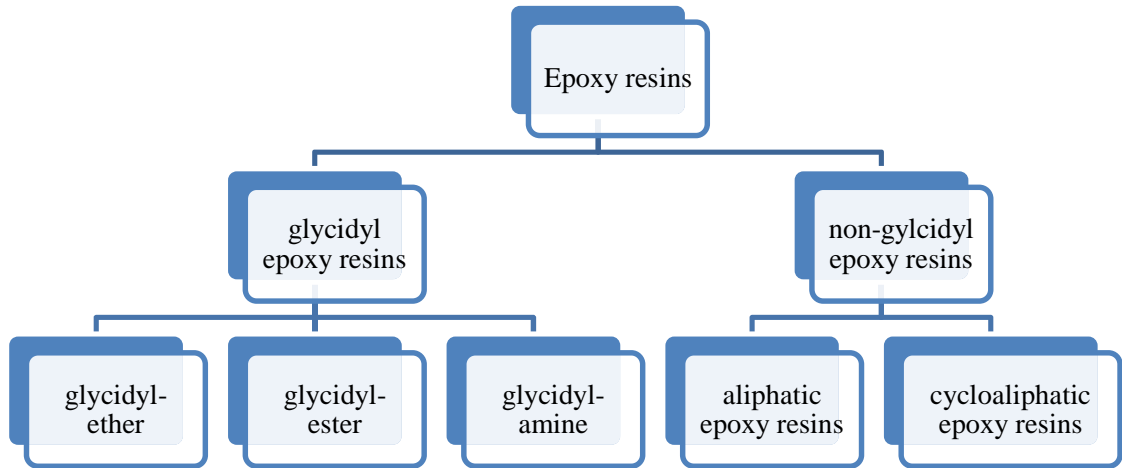 Epoxy resins
glycidyl
epoxy resins
non-gylcidyl
epoxy resins
glycidyl-
ether
glycidyl-
ester
glycidyl-
amine
aliphatic
epoxy resins
cycloaliphatic
epoxy resins